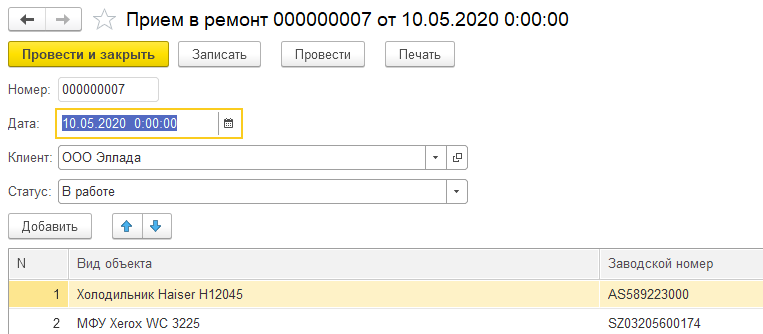 Прием в ремонт 000000007 от 10.05.2020 0:00:00
Провести и закрыть Записать Провести Печать
Номер: 000000007
Дата: 10.05.2020 0:00:00
Клиент: ООО Эллада
Статус: В работе
Добавить
N Вид объекта Заводской номер
1 Холодильник Haiser H12045 AS589223000
2 МФУ Xerox WC 3225 SZ03205600174